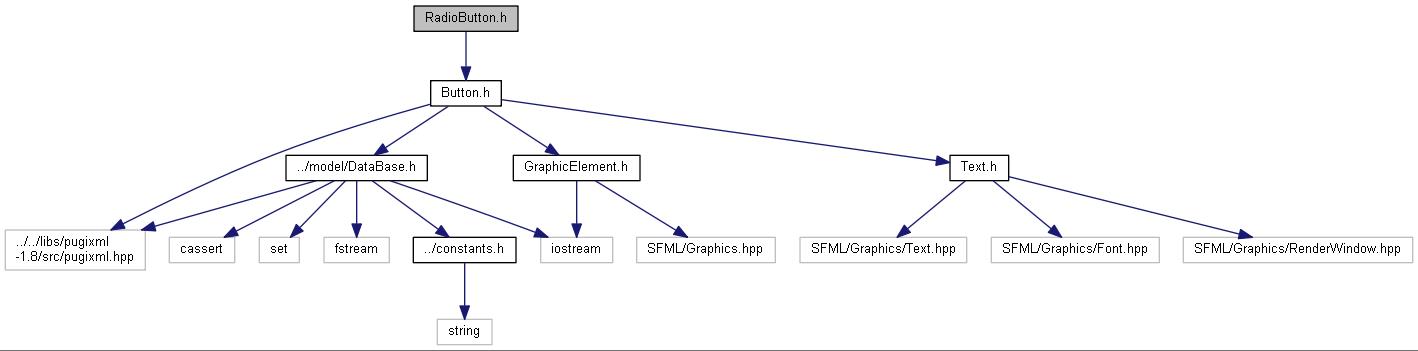 RadioButton.h
Button.h
../model/DataBase.h
GraphicElement.h
Text.h
../../libs/pugixml
-1.8/src/pugixml.hpp
cassert
set
fstream
../constants.h
iostream
SFML/Graphics.hpp
SFML/Graphics/Text.hpp
SFML/Graphics/Font.hpp
SFML/Graphics/RenderWindow.hpp
string